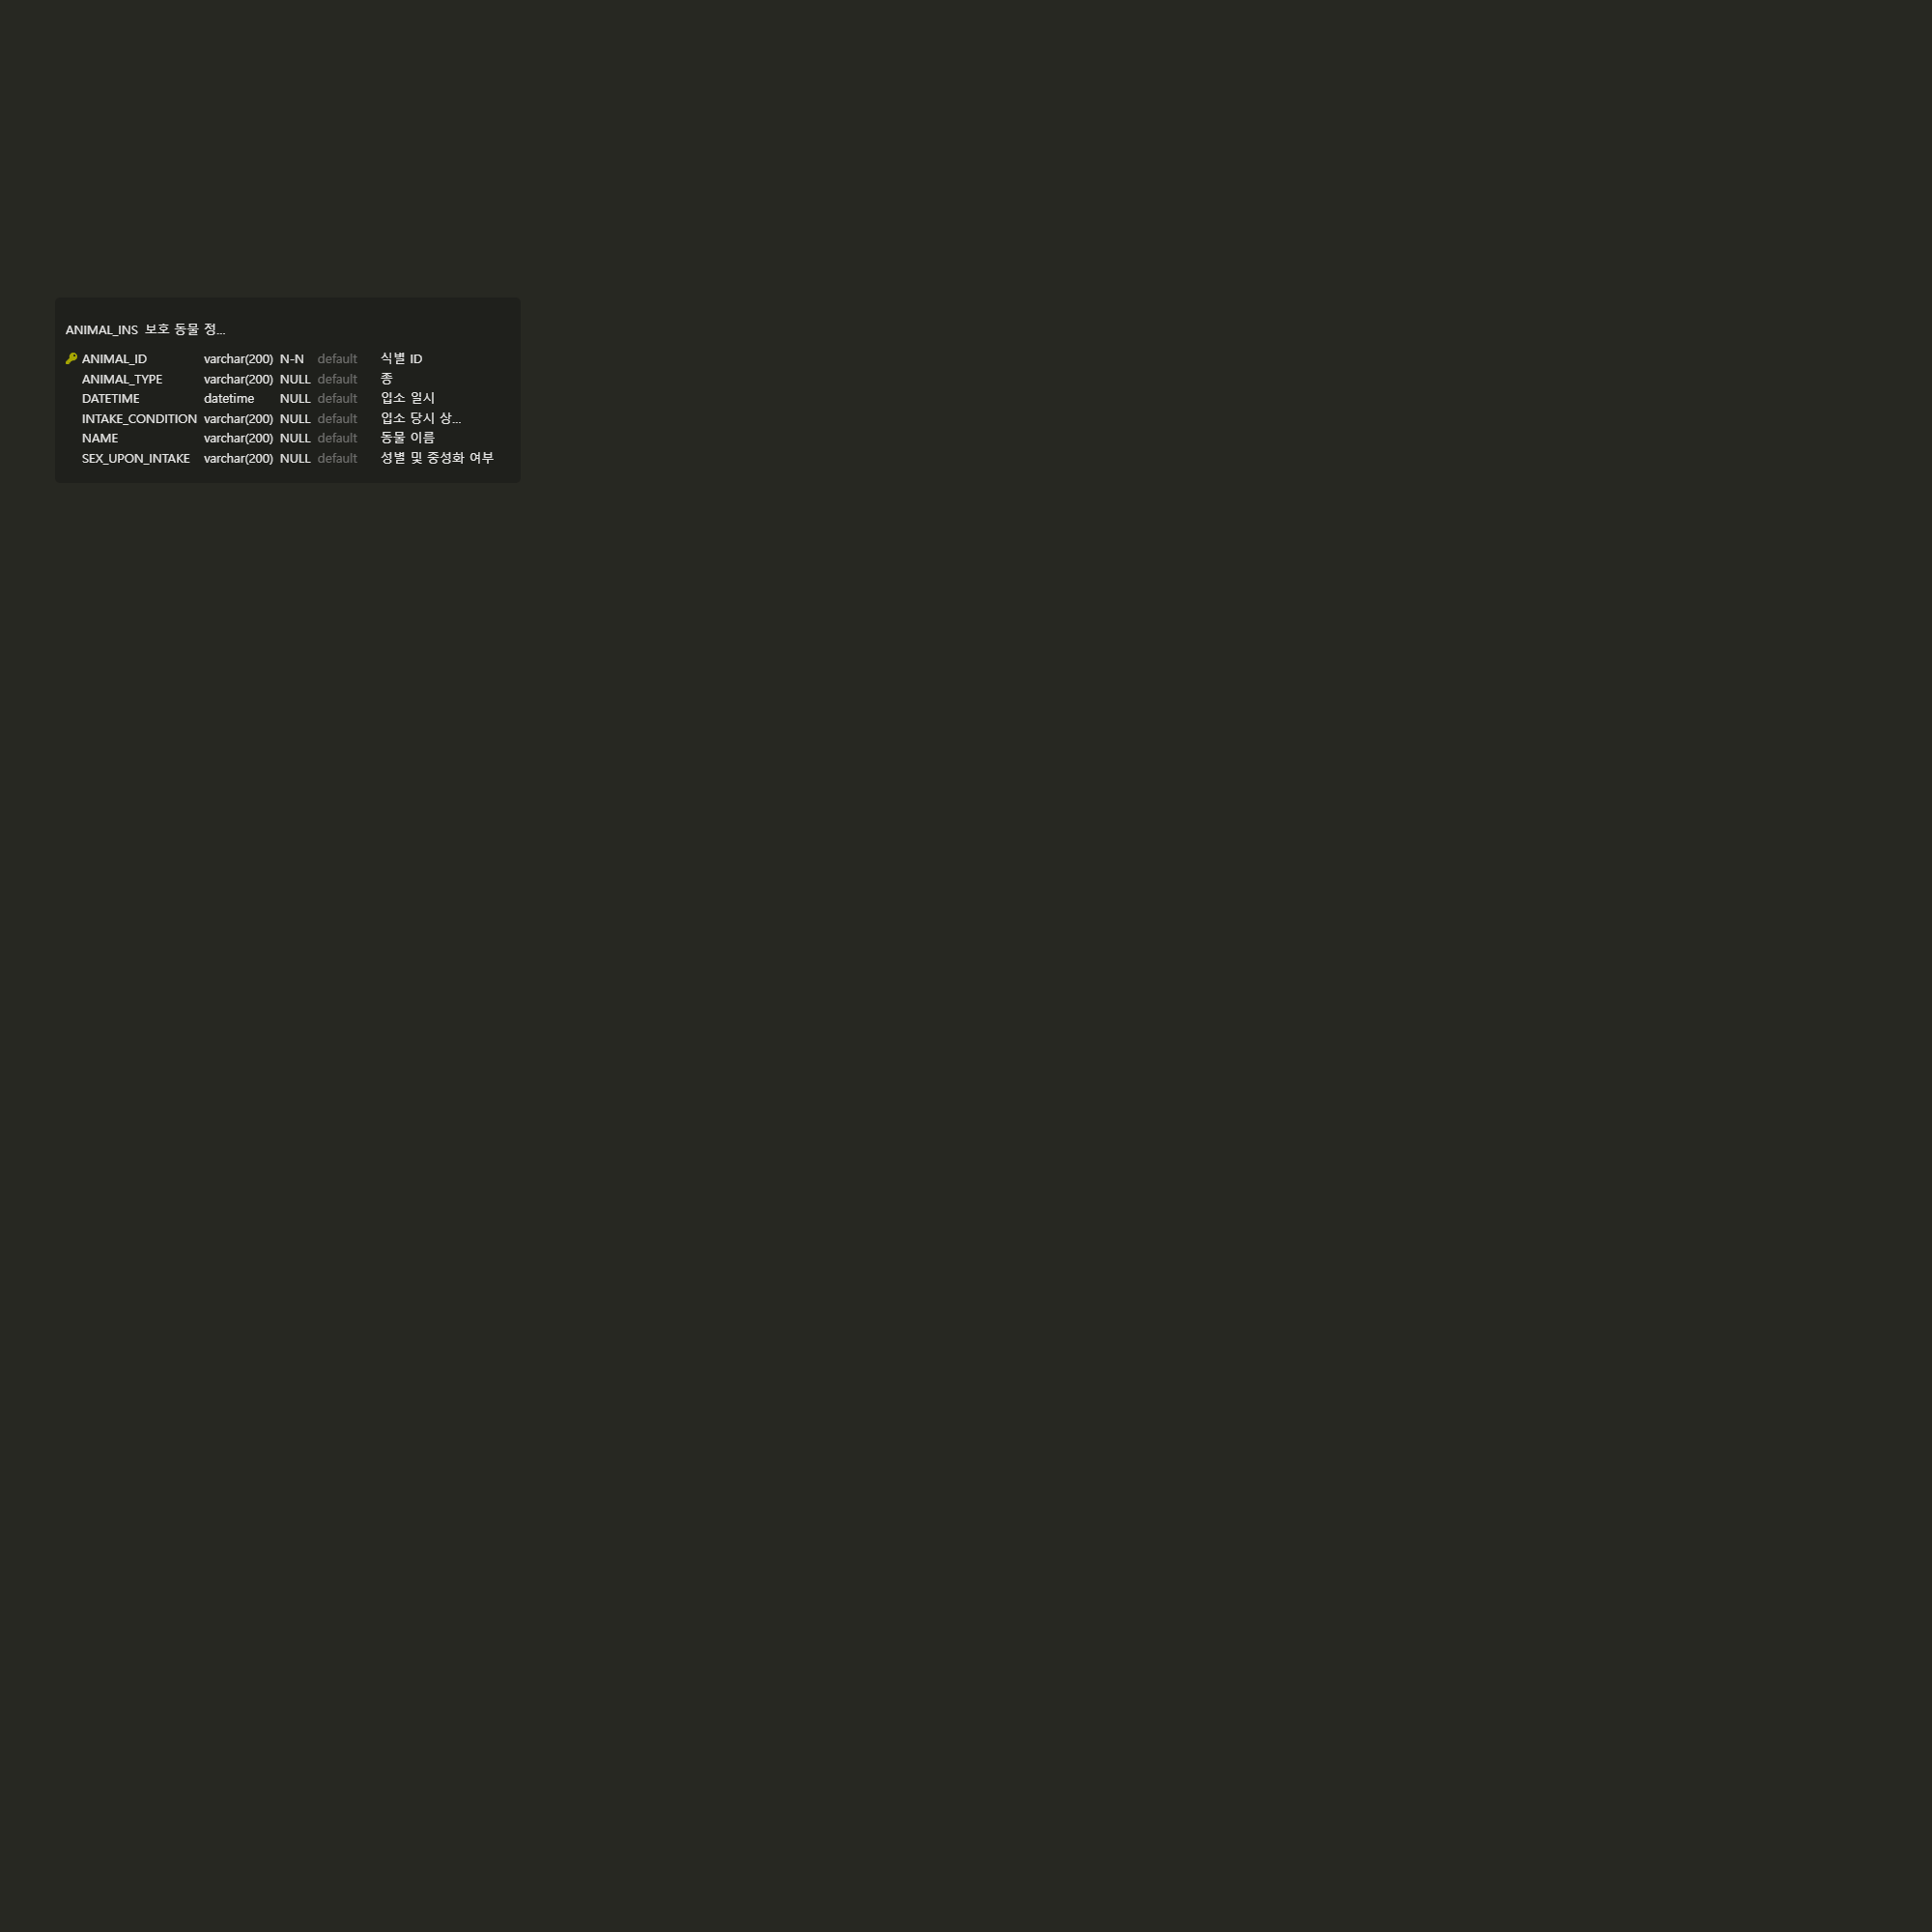 ANIMAL_INS 보호 동물 정...
ANIMAL_ID varchar(200) N-N default 식별 ID
ANIMAL_TYPE varchar(200) NULL default 종
DATETIME datetime NULL default 입소 일시
INTAKE_CONDITION varchar(200) NULL default 입소 당시 상...
NAME varchar(200) NULL default 동물 이름
SEX_UPON_INTAKE varchar(200) NULL default 성별 및 중성화 여부